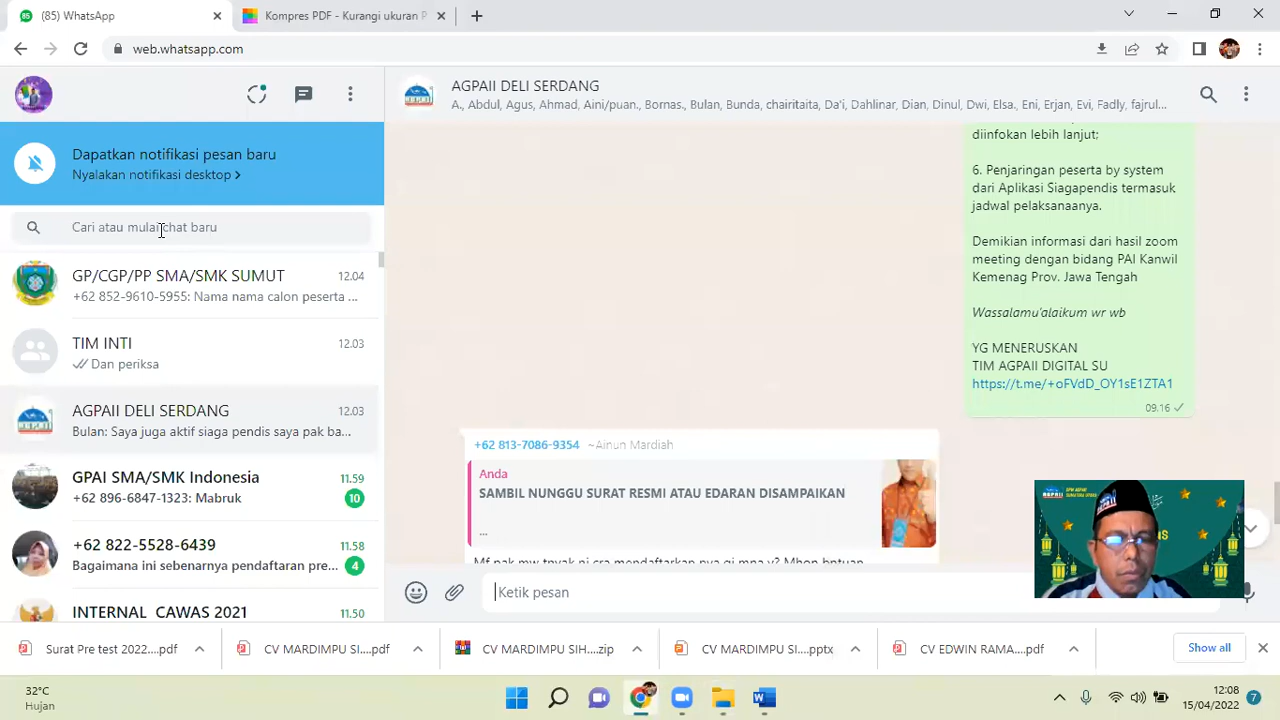 (85) WhatsApp
Kompres PDF - Kurangi ukuran P
web.whatsapp.com
AGPAII DELI SERDANG
A., Abdul, Agus, Ahmad, Aini/puan., Bornas., Bulan, Bunda, chairitaita, Da'i, Dahlinar, Dian, Dinul, Dwi, Elsa., Eni, Erjan, Evi, Fadly, fajrul...
Dapatkan notifikasi pesan baru
Nyalakan notifikasi desktop >
Cari atau mulai chat baru
GP/CGP/PP SMA/SMK SUMUT
12.04
+62 852-9610-5955: Nama nama calon peserta ...
TIM INTI
12.03
Dan periksa
AGPAII DELI SERDANG
12.03
Bulan: Saya juga aktif siaga pendis saya pak ba...
GPAI SMA/SMK Indonesia
11.59
+62 896-6847-1323: Mabruk
10
+62 822-5528-6439
11.58
Bagaimana ini sebenarnya pendaftaran pre...
4
INTERNAL CAWAS 2021
11.50
diinfokan lebih lanjut;
6. Penjaringan peserta by system
dari Aplikasi Siagapendis termasuk
jadwal pelaksanaanya.
Demikian informasi dari hasil zoom
meeting dengan bidang PAI Kanwil
Kemenag Prov. Jawa Tengah
Wassalamu'alaikum wr wb
YG MENERUSKAN
TIM AGPAII DIGITAL SU
https://t.me/+oFVdD_OY1sE1ZTA1
09.16
+62 813-7086-9354 ~Ainun Mardiah
Anda
SAMBIL NUNGGU SURAT RESMI ATAU EDARAN DISAMPAIKAN
...
Ketik pesan
Surat Pre test 2022....pdf
CV MARDIMPU SI....pdf
CV MARDIMPU SIH....zip
CV MARDIMPU SI....pptx
CV EDWIN RAMA....pdf
Show all
32°C
Hujan
12:08
15/04/2022
7